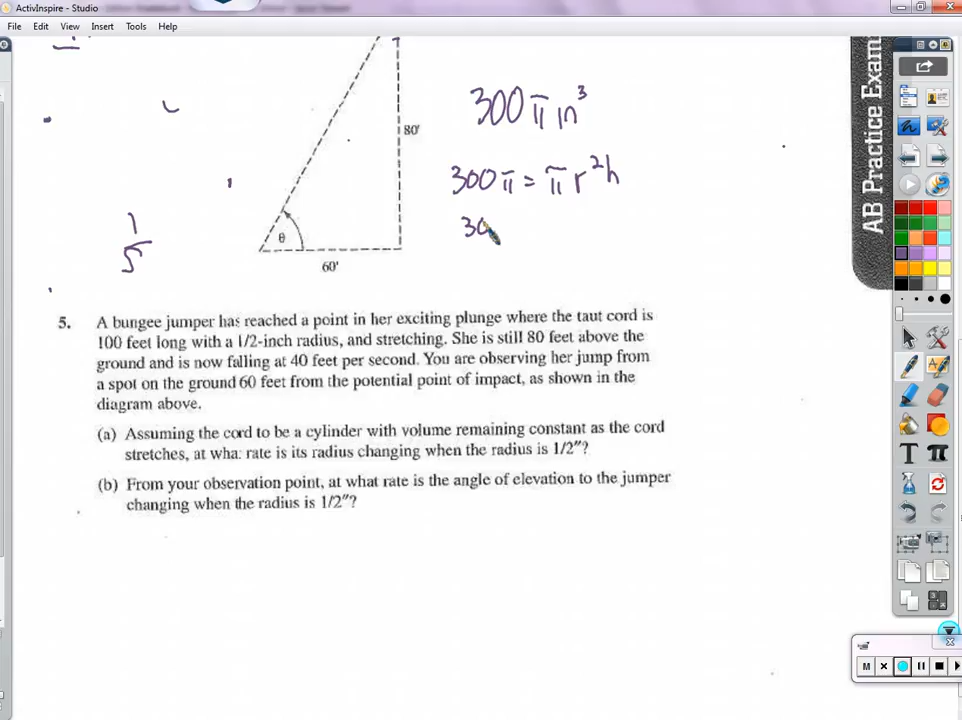 ActivInspire - Studio
File Edit View Insert Tools Help
80'
θ
60'
1
5
300 π in³
300π = πr²h
30
AB Practice Exam
5. A bungee jumper has reached a point in her exciting plunge where the taut cord is
100 feet long with a 1/2-inch radius, and stretching. She is still 80 feet above the
ground and is now falling at 40 feet per second. You are observing her jump from
a spot on the ground 60 feet from the potential point of impact, as shown in the
diagram above.
(a) Assuming the cord to be a cylinder with volume remaining constant as the cord
stretches, at wha: rate is its radius changing when the radius is 1/2"?
(b) From your observation point, at what rate is the angle of elevation to the jumper
changing when the radius is 1/2"?
T π
M